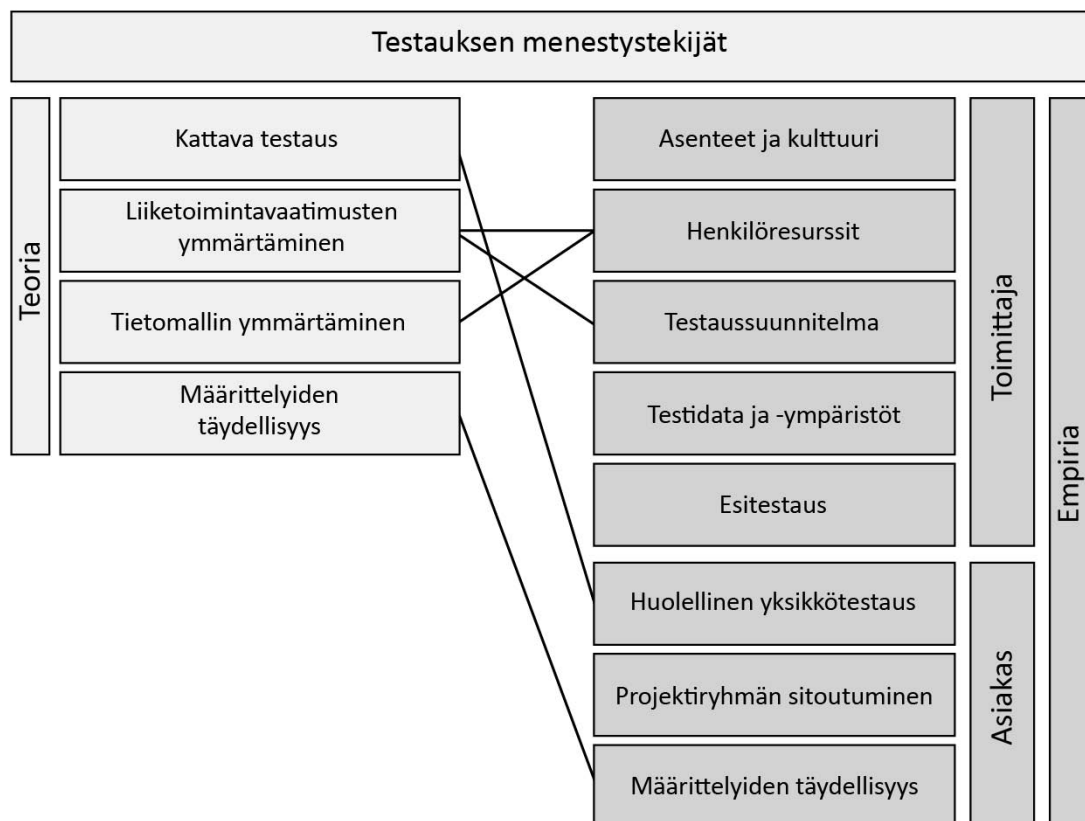 Testauksen menestystekijät
Teoria
Kattava testaus
Liiketoimintavaatimusten
ymmärtäminen
Tietomallin ymmärtäminen
Määrittelyiden
täydellisyys
Asenteet ja kulttuuri
Henkilöresurssit
Testaussuunnitelma
Testidata ja -ympäristöt
Esitestaus
Huolellinen yksikkötestaus
Projektiryhmän sitoutuminen
Määrittelyiden täydellisyys
Toimittaja
Asiakas
Empiria